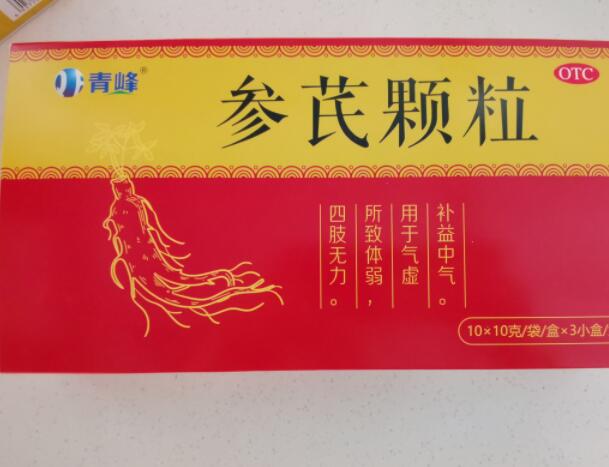 青峰®
OTC
参芪颗粒
补益中气。
用于气虚
所致体弱，
四肢无力。
10×10克/袋/盒×3小盒/